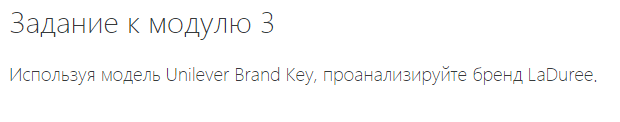 Задание к модулю 3
Используя модель Unilever Brand Key, проанализируйте бренд LaDuree.